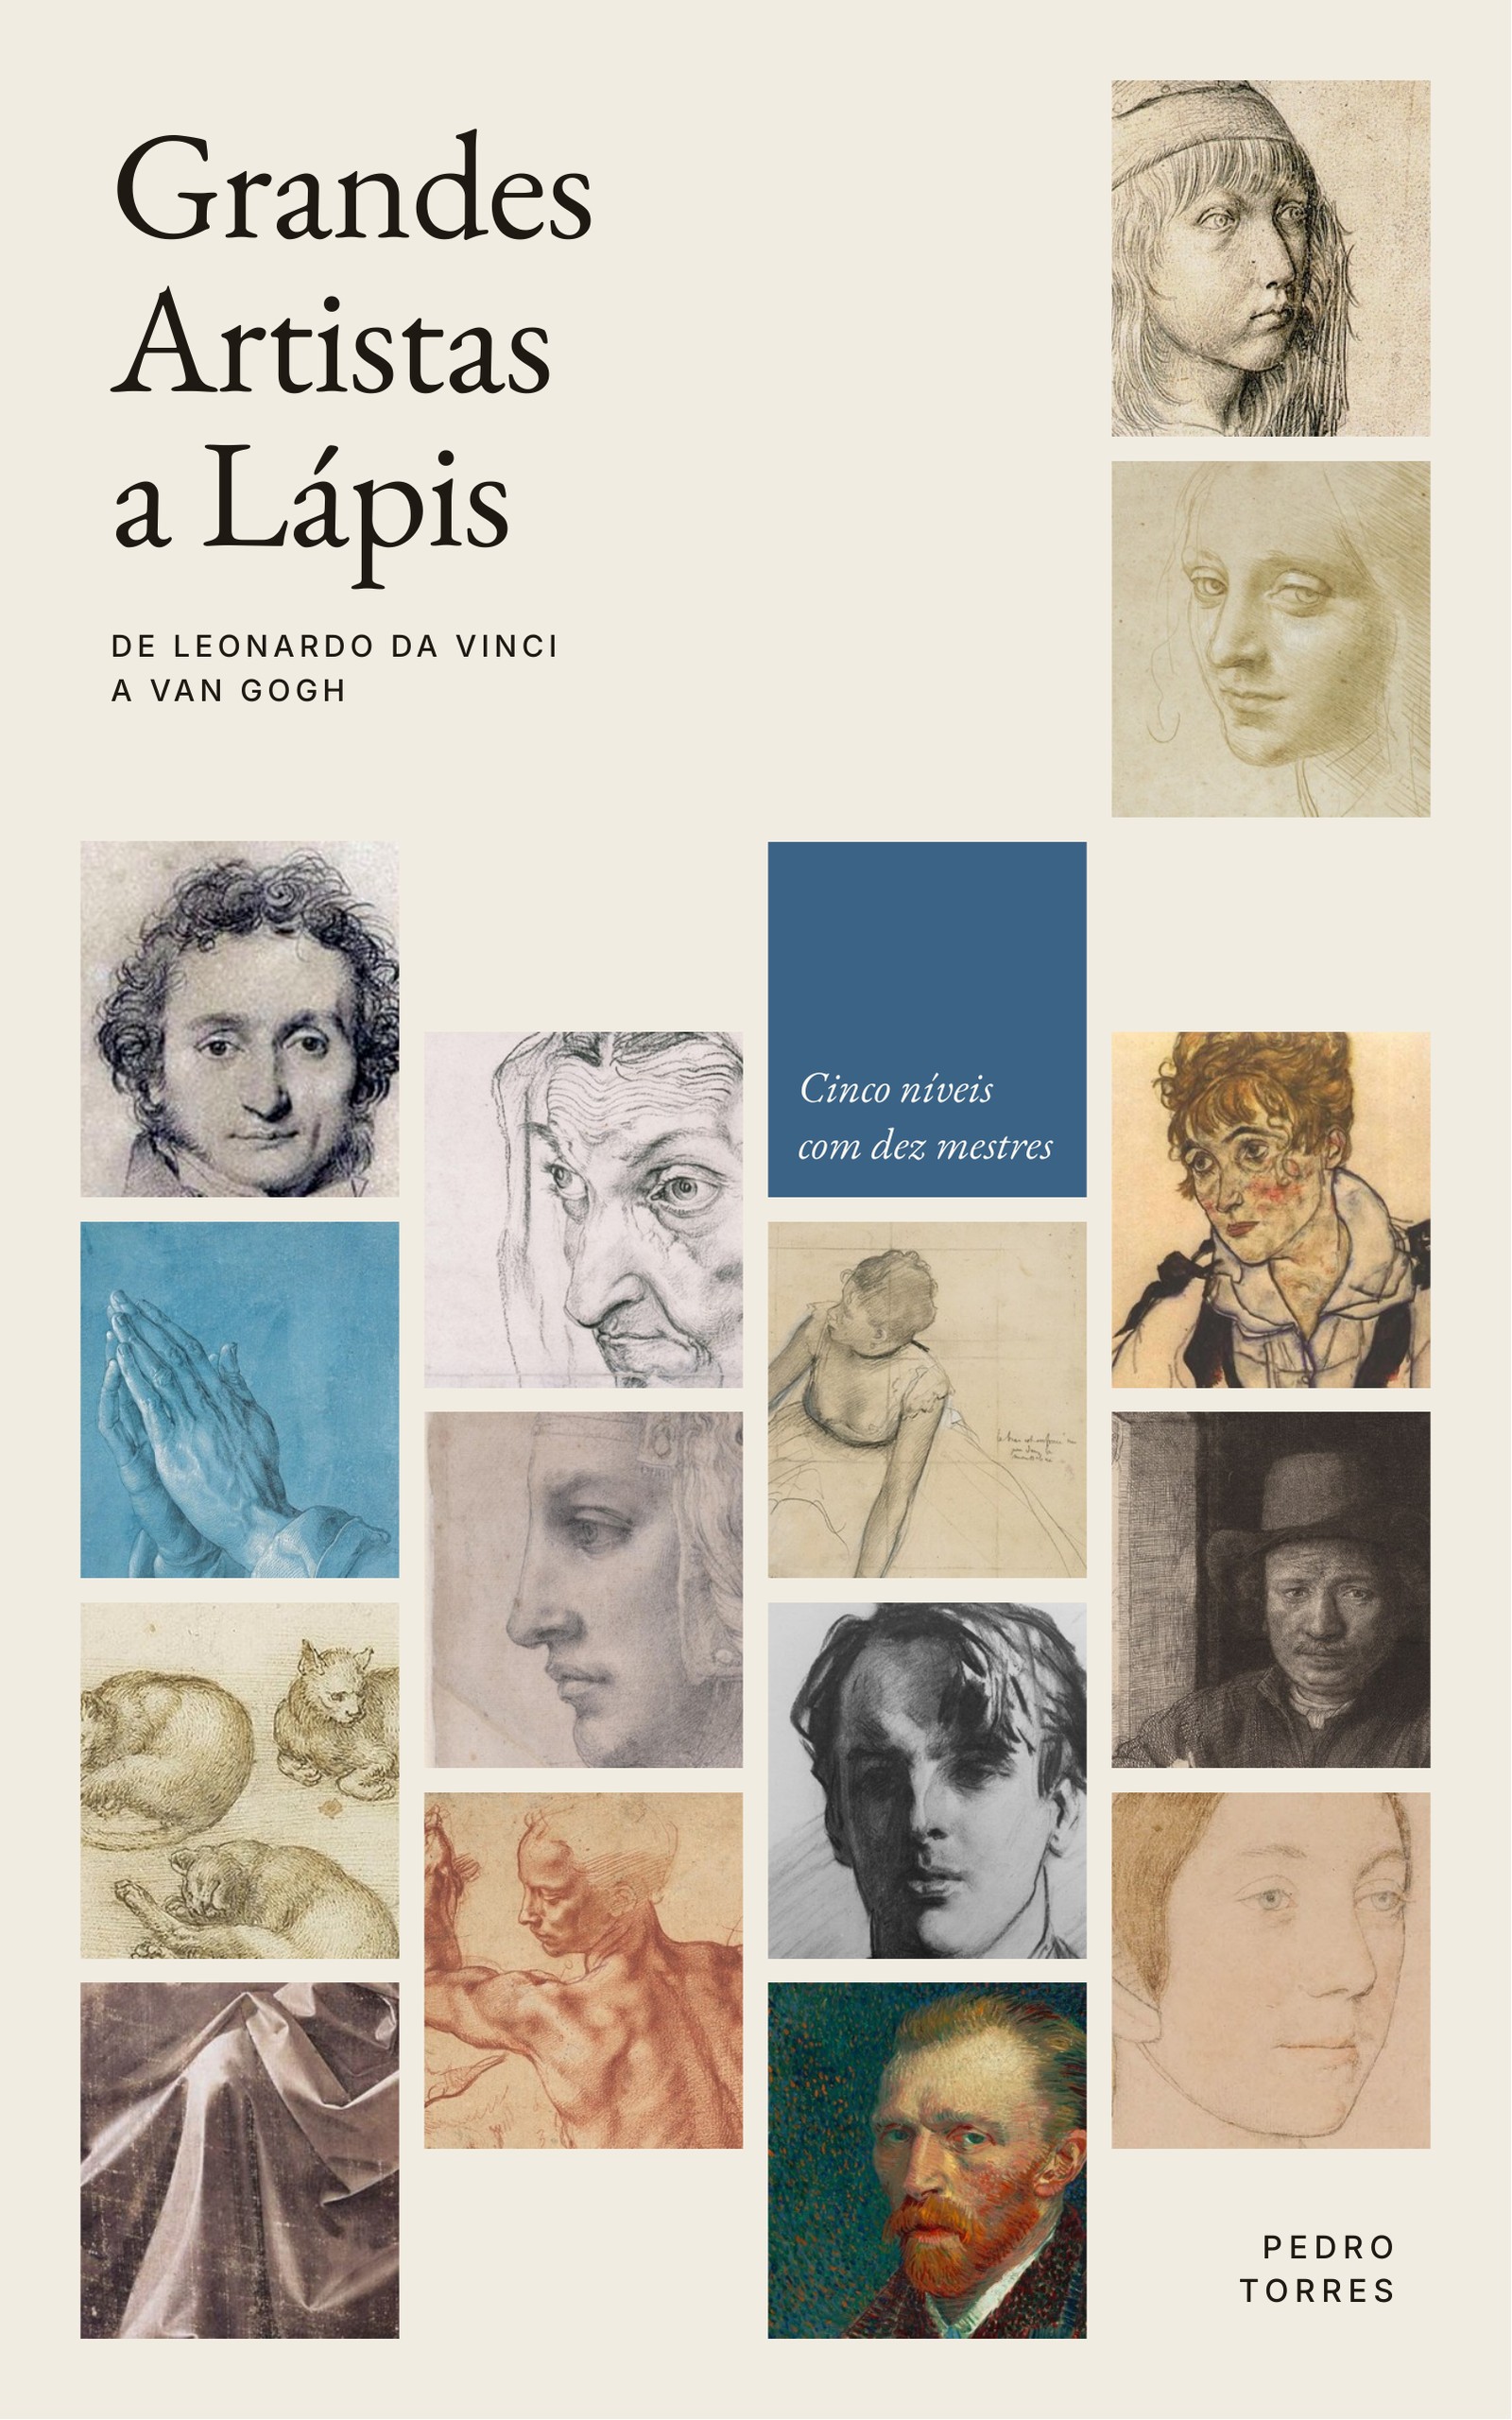 Grandes
Artistas
a Lápis
DE LEONARDO DA VINCI
A VAN GOGH
Cinco níveis
com dez mestres
PEDRO
TORRES